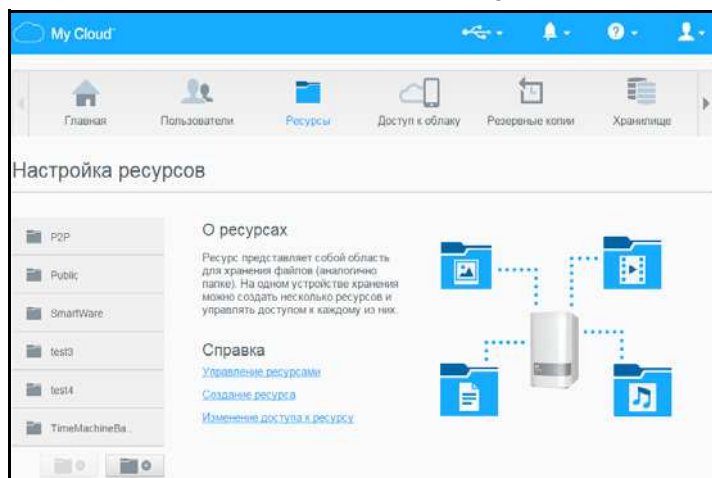 My Cloud
Главная
Пользователи
Ресурсы
Доступ к облаку
Резервные копии
Хранилище
Настройка ресурсов
P2P
Public
SmartWare
test3
test4
TimeMachineBa..
О ресурсах
Ресурс представляет собой область
для хранения файлов (аналогично
папке). На одном устройстве хранения
можно создать несколько ресурсов и
управлять доступом к каждому из них.
Справка
Управление ресурсами
Создание ресурса
Изменение доступа к ресурсу